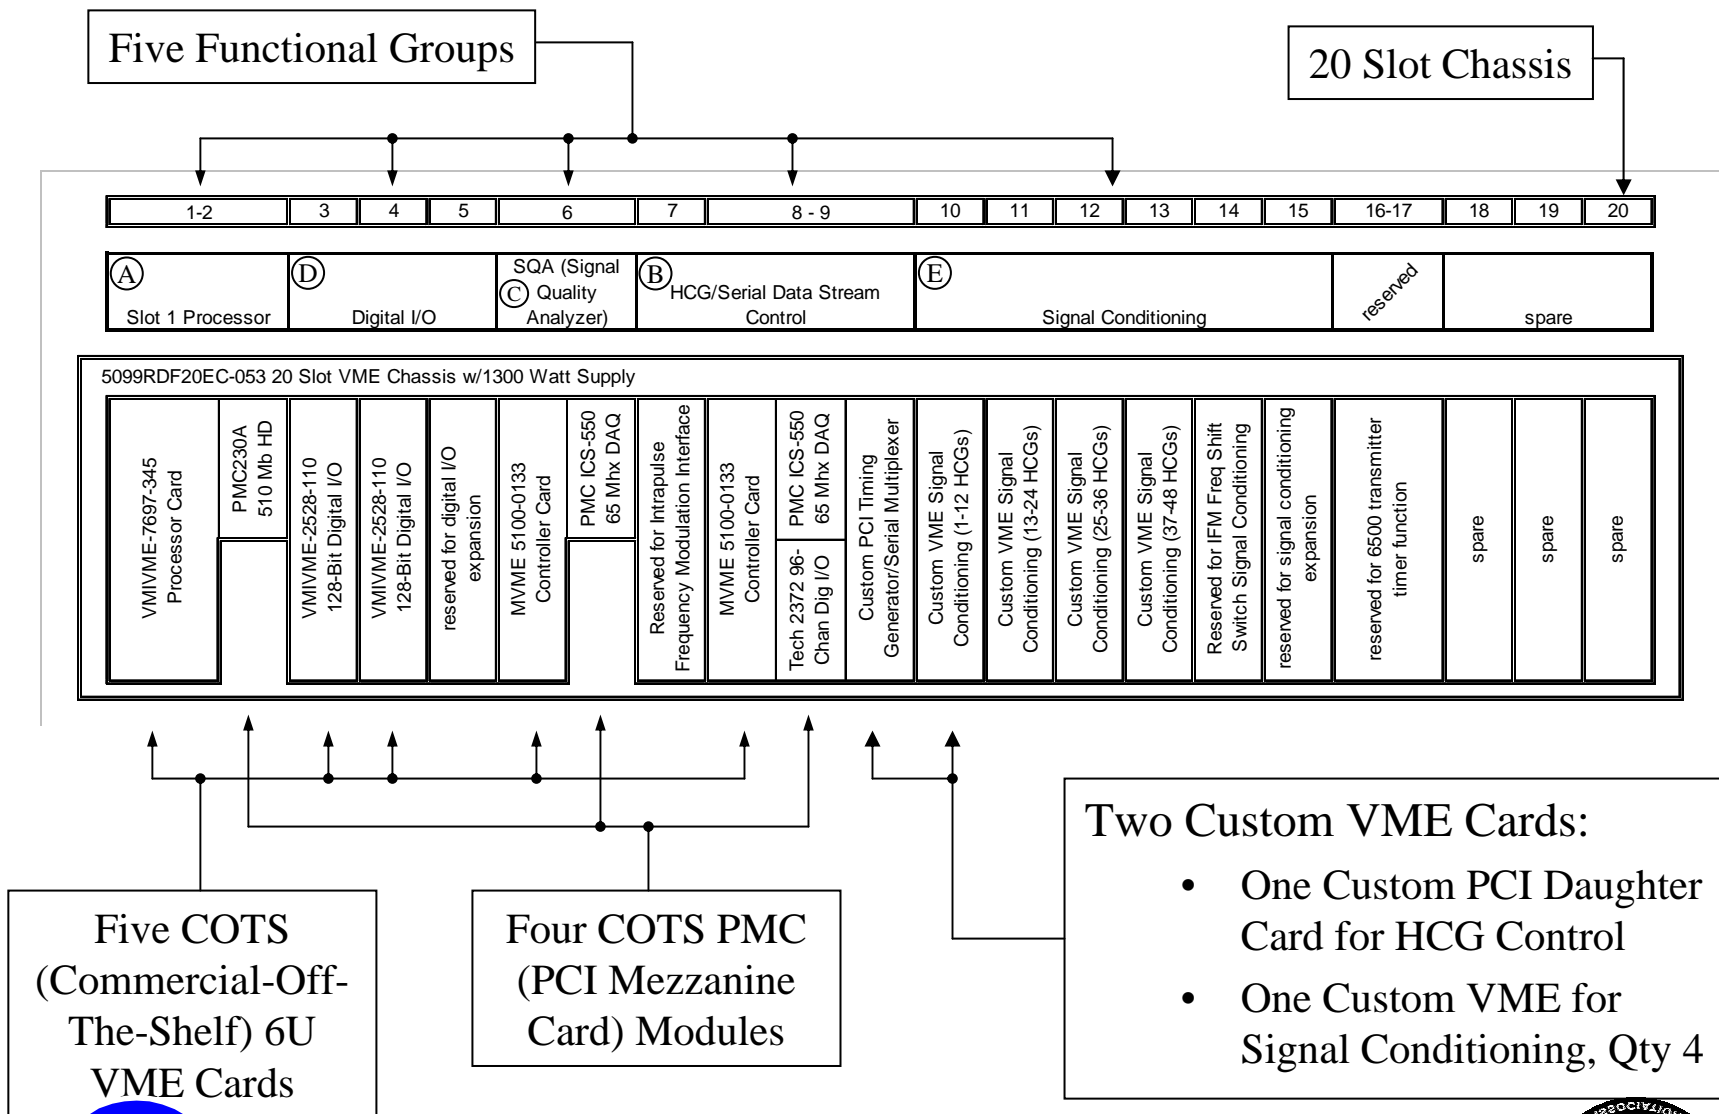 Five Functional Groups
20 Slot Chassis
1-2 3 4 5 6 7 8 - 9 10 11 12 13 14 15 16-17 18 19 20
A
Slot 1 Processor
D
Digital I/O
SQA (Signal
C Quality
Analyzer)
B
HCG/Serial Data Stream
Control
E
Signal Conditioning
reserved
spare
5099RDF20EC-053 20 Slot VME Chassis w/1300 Watt Supply
VMIVME-7697-345
Processor Card
PMC230A
510 Mb HD
VMIVME-2528-110
128-Bit Digital I/O
VMIVME-2528-110
128-Bit Digital I/O
reserved for digital I/O
expansion
MVME 5100-0133
Controller Card
PMC ICS-550
65 Mhx DAQ
Reserved for Intrapulse
Frequency Modulation Interface
MVME 5100-0133
Controller Card
PMC ICS-550
65 Mhx DAQ
Tech 2372 96-
Chan Dig I/O
Custom PCI Timing
Generator/Serial Multiplexer
Custom VME Signal
Conditioning (1-12 HCGs)
Custom VME Signal
Conditioning (13-24 HCGs)
Custom VME Signal
Conditioning (25-36 HCGs)
Custom VME Signal
Conditioning (37-48 HCGs)
Reserved for IFM Freq Shift
Switch Signal Conditioning
reserved for signal conditioning
expansion
reserved for 6500 transmitter
timer function
spare
spare
spare
Five COTS
(Commercial-Off-
The-Shelf) 6U
VME Cards
Four COTS PMC
(PCI Mezzanine
Card) Modules
Two Custom VME Cards:
• One Custom PCI Daughter
Card for HCG Control
• One Custom VME for
Signal Conditioning, Qty 4